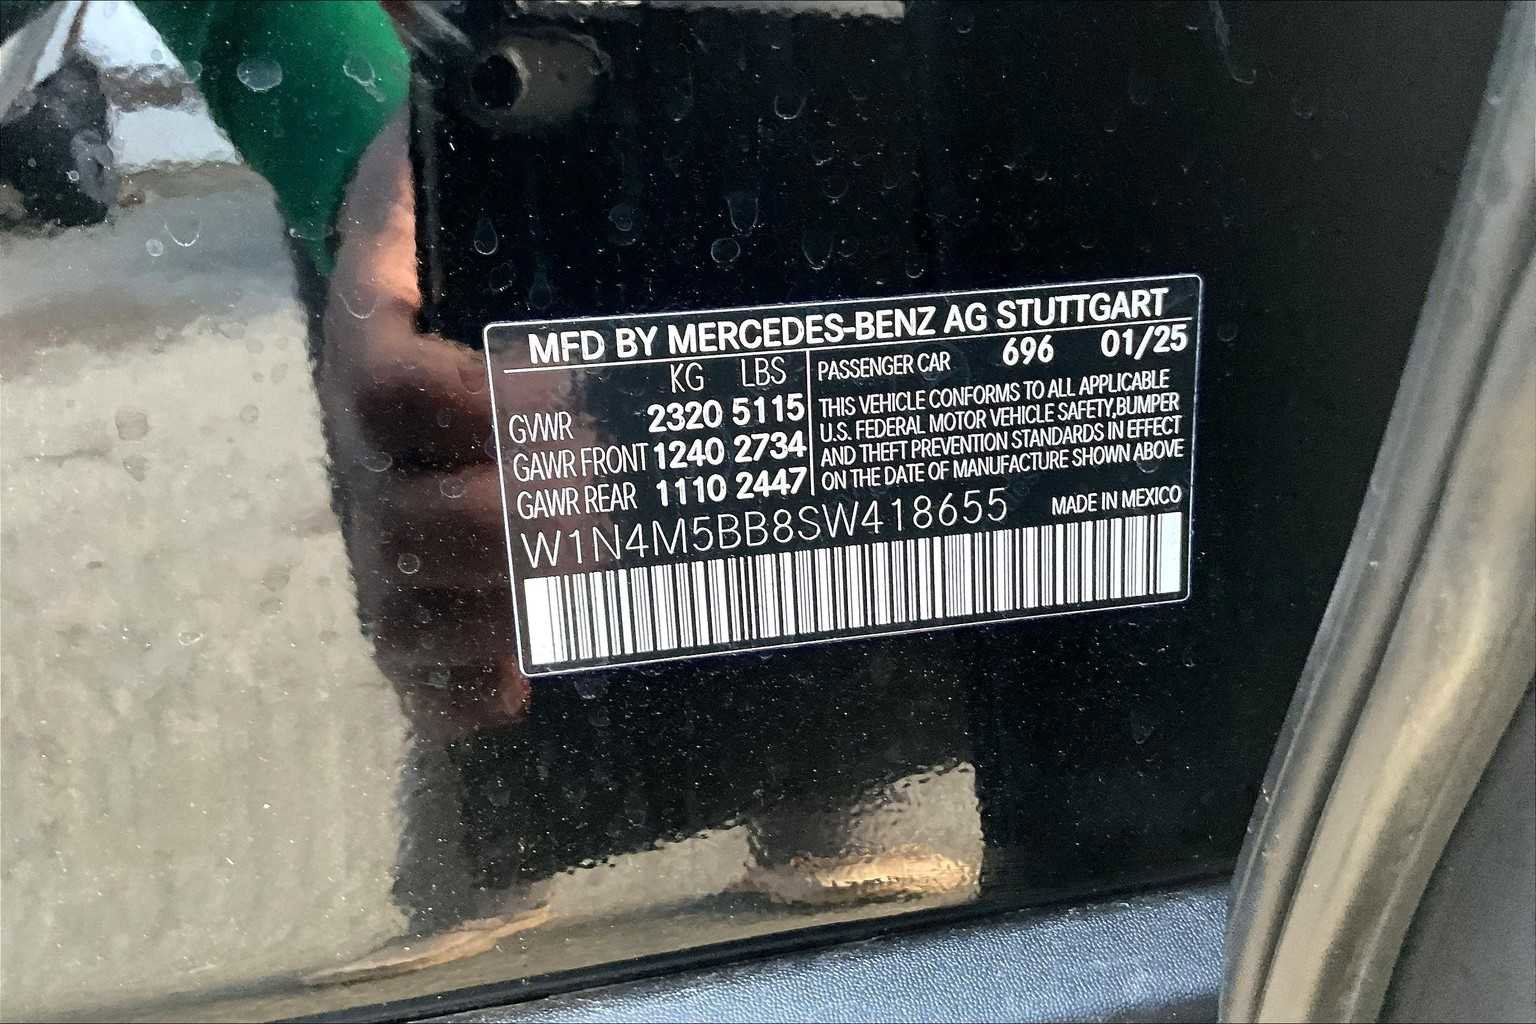 MFD BY MERCEDES-BENZ AG STUTTGART
KG LBS
GVWR 2320 5115
GAWR FRONT 1240 2734
GAWR REAR 1110 2447
PASSENGER CAR 696 01/25
THIS VEHICLE CONFORMS TO ALL APPLICABLE
U.S. FEDERAL MOTOR VEHICLE SAFETY,BUMPER
AND THEFT PREVENTION STANDARDS IN EFFECT
ON THE DATE OF MANUFACTURE SHOWN ABOVE
W1N4M5BB8SW418655
MADE IN MEXICO